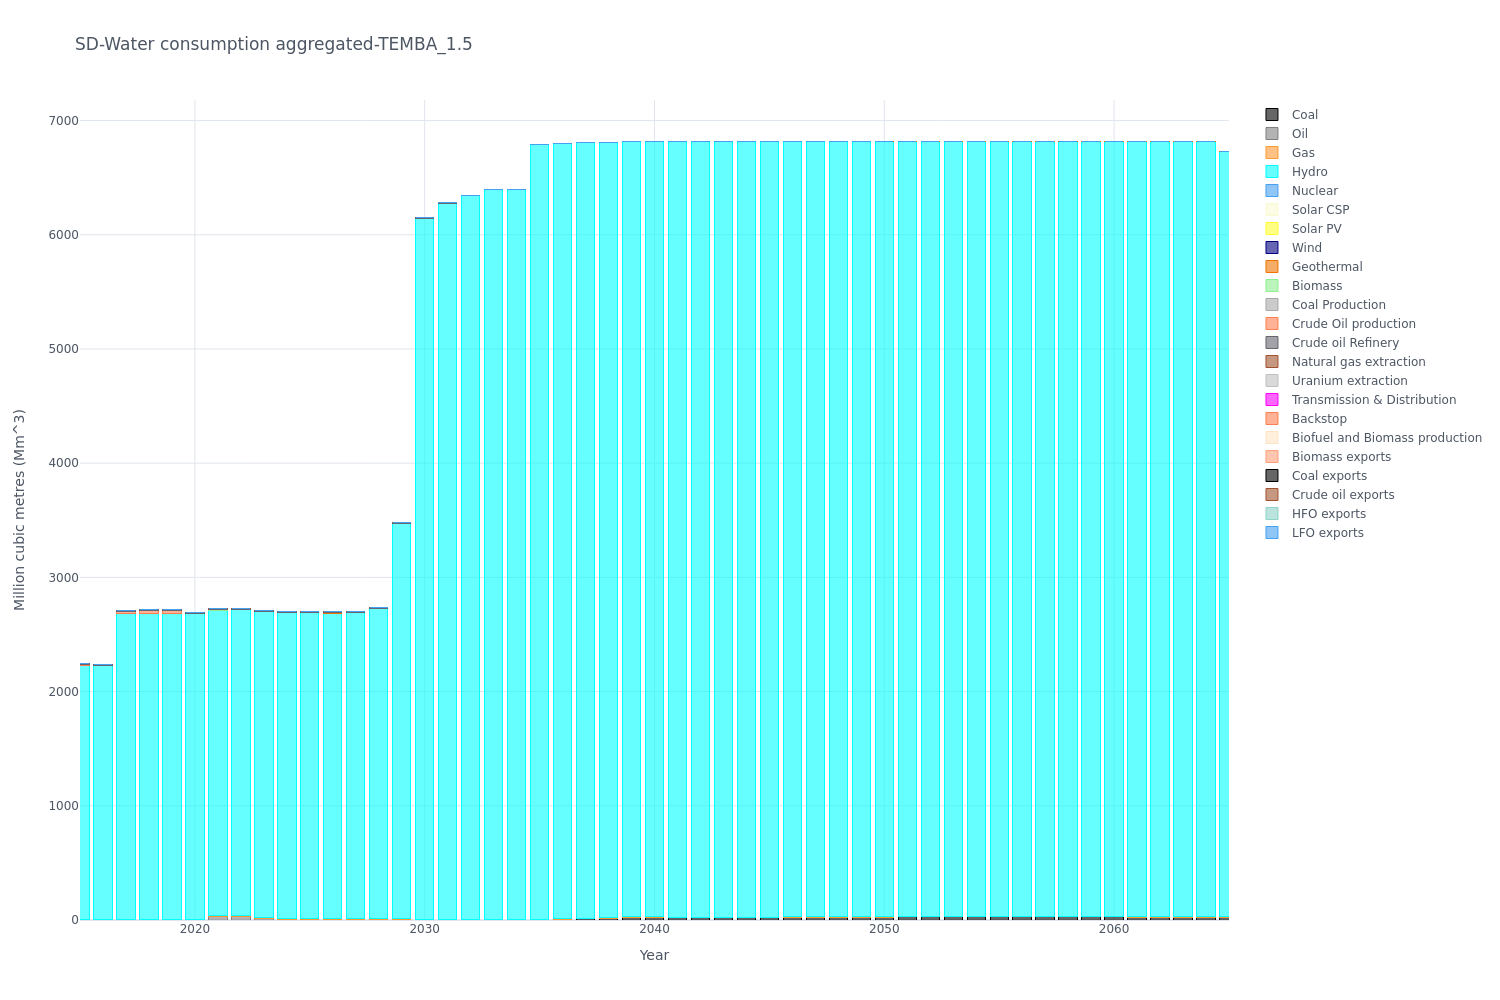 SD-Water consumption aggregated-TEMBA_1.5
7000
6000
5000
4000
3000
2000
1000
0
2020
2030
2040
2050
2060
Year
Million cubic metres (Mm^3)
Coal
Oil
Gas
Hydro
Nuclear
Solar CSP
Solar PV
Wind
Geothermal
Biomass
Coal Production
Crude Oil production
Crude oil Refinery
Natural gas extraction
Uranium extraction
Transmission & Distribution
Backstop
Biofuel and Biomass production
Biomass exports
Coal exports
Crude oil exports
HFO exports
LFO exports